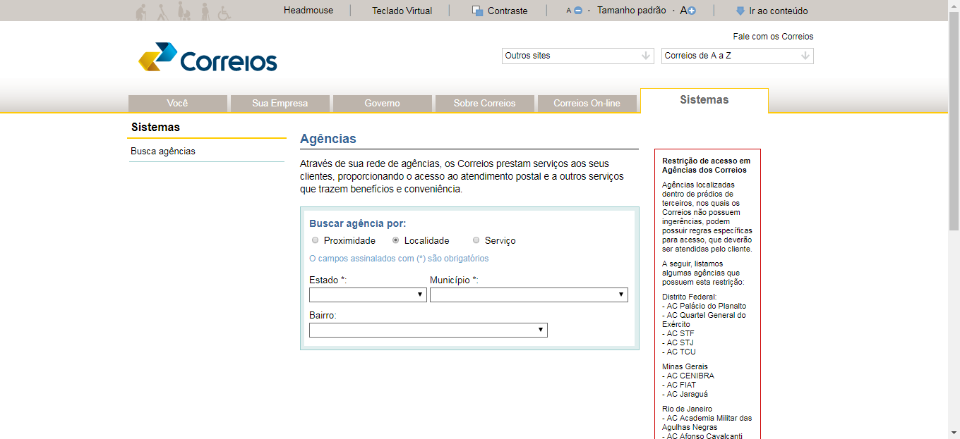 Headmouse
Teclado Virtual
Contraste
A - Tamanho padrão - A
Ir ao conteúdo
Fale com os Correios
Correios
Outros sites
Correios de A a Z
Você
Sua Empresa
Governo
Sobre Correios
Correios On-line
Sistemas
Sistemas
Busca agências
Agências
Através de sua rede de agências, os Correios prestam serviços aos seus
clientes, proporcionando o acesso ao atendimento postal e a outros serviços
que trazem benefícios e conveniência.
Buscar agência por:
Proximidade
Localidade
Serviço
O campos assinalados com (*) são obrigatórios
Estado *:
Município *:
Bairro:
Restrição de acesso em
Agências dos Correios
Agências localizadas
dentro de prédios de
terceiros, nos quais os
Correios não possuem
ingerências, podem
possuir regras específicas
para acesso, que deverão
ser atendidas pelo cliente.
A seguir, listamos
algumas agências que
possuem esta restrição:
Distrito Federal:
- AC Palácio do Planalto
- AC Quartel General do
Exército
- AC STF
- AC STJ
- AC TCU
Minas Gerais
- AC CENIBRA
- AC FIAT
- AC Jaraguá
Rio de Janeiro
- AC Academia Militar das
Agulhas Negras
- AC Afonso Cavalcanti